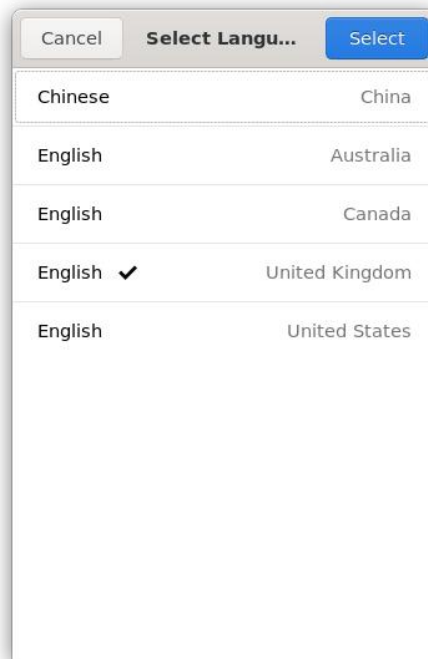 Cancel Select Langu... Select
Chinese China
English Australia
English Canada
English ✓ United Kingdom
English United States